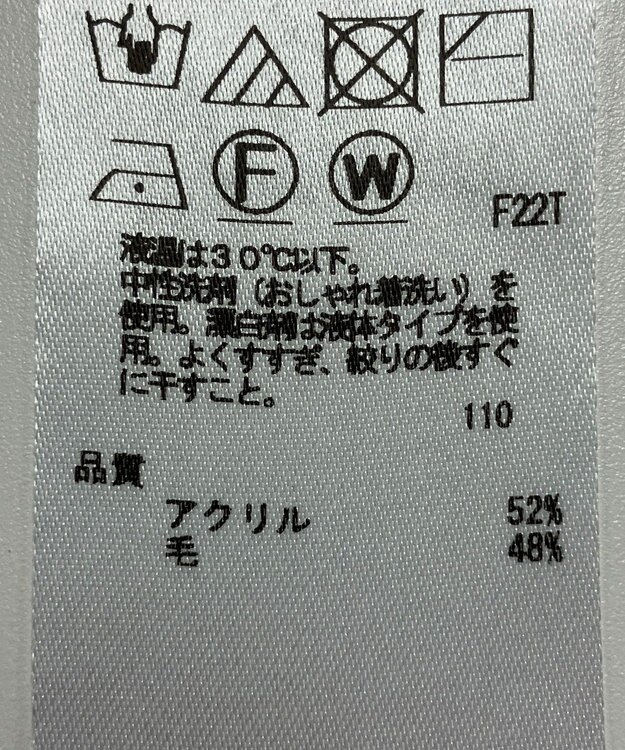 F
W
F22T
液温は30℃以下。
中性洗剤（おしゃれ着洗い）を
使用。漂白剤は液体タイプを使
用。よくすすぎ、絞りの後すぐ
に干すこと。
110
品質
アクリル 52%
毛 48%